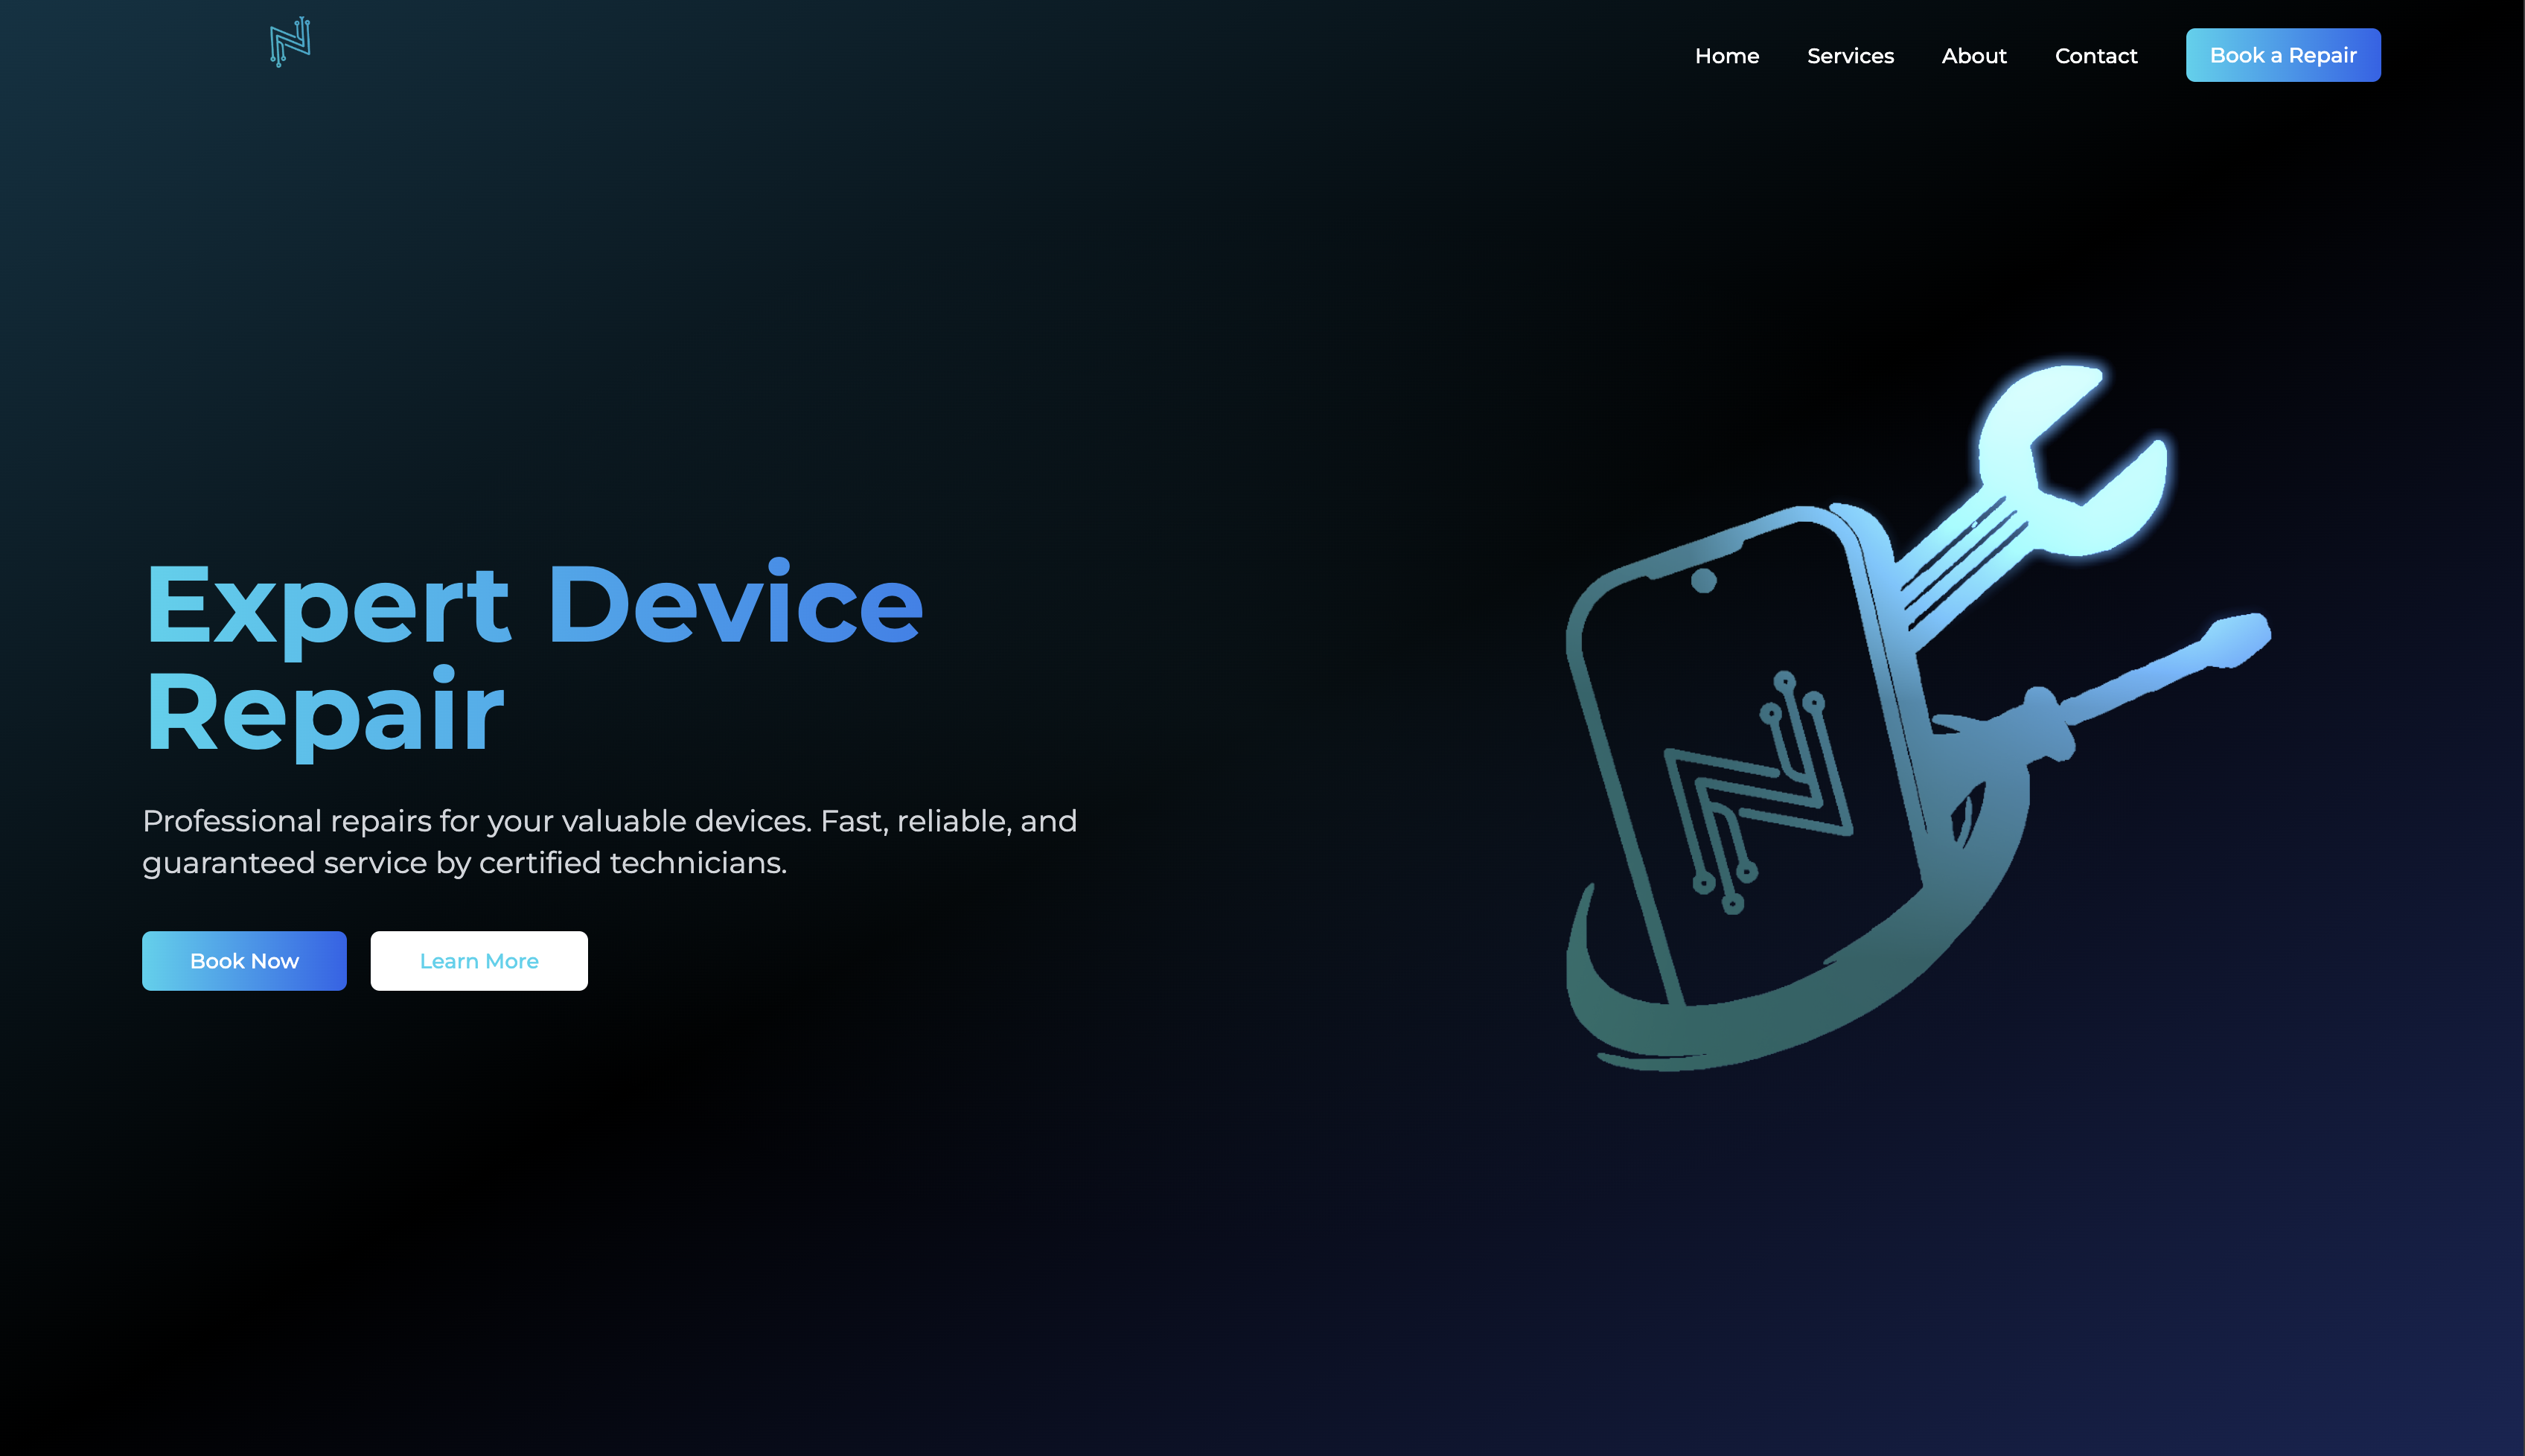 Home
Services
About
Contact
Book a Repair
Expert Device
Repair
Professional repairs for your valuable devices. Fast, reliable, and
guaranteed service by certified technicians.
Book Now
Learn More